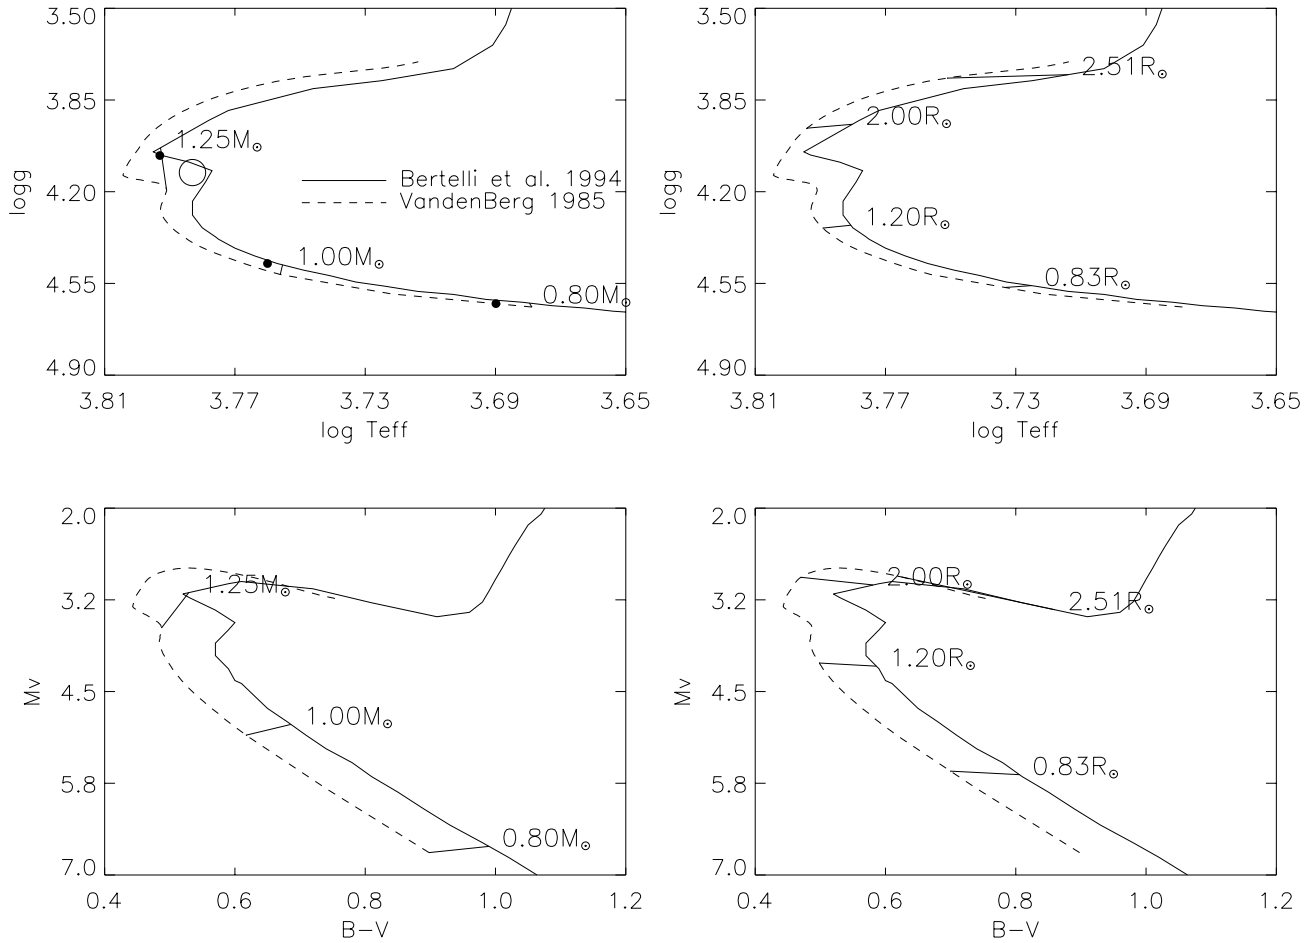 3.50
3.85
4.20
4.55
4.90
logg
3.81 3.77 3.73 3.69 3.65
log Teff
1.25M⊙
Bertelli et al. 1994
VandenBerg 1985
1.00M⊙
0.80M⊙
3.50
3.85
4.20
4.55
4.90
logg
3.81 3.77 3.73 3.69 3.65
log Teff
2.51R⊙
2.00R⊙
1.20R⊙
0.83R⊙
2.0
3.2
4.5
5.8
7.0
Mv
0.4 0.6 0.8 1.0 1.2
B-V
1.25M⊙
1.00M⊙
0.80M⊙
2.0
3.2
4.5
5.8
7.0
Mv
0.4 0.6 0.8 1.0 1.2
B-V
2.00R⊙
2.51R⊙
1.20R⊙
0.83R⊙